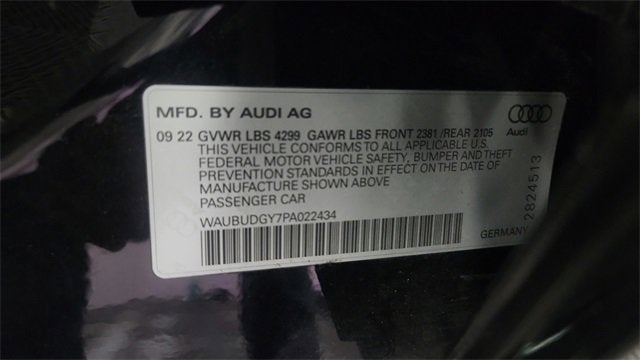 MFD. BY AUDI AG
09 22 GVWR LBS 4299 GAWR LBS FRONT 2381 /REAR 2105
THIS VEHICLE CONFORMS TO ALL APPLICABLE U.S.
FEDERAL MOTOR VEHICLE SAFETY, BUMPER AND THEFT
PREVENTION STANDARDS IN EFFECT ON THE DATE OF
MANUFACTURE SHOWN ABOVE
PASSENGER CAR
WAUBUDGY7PA022434
Audi
2824513
GERMANY